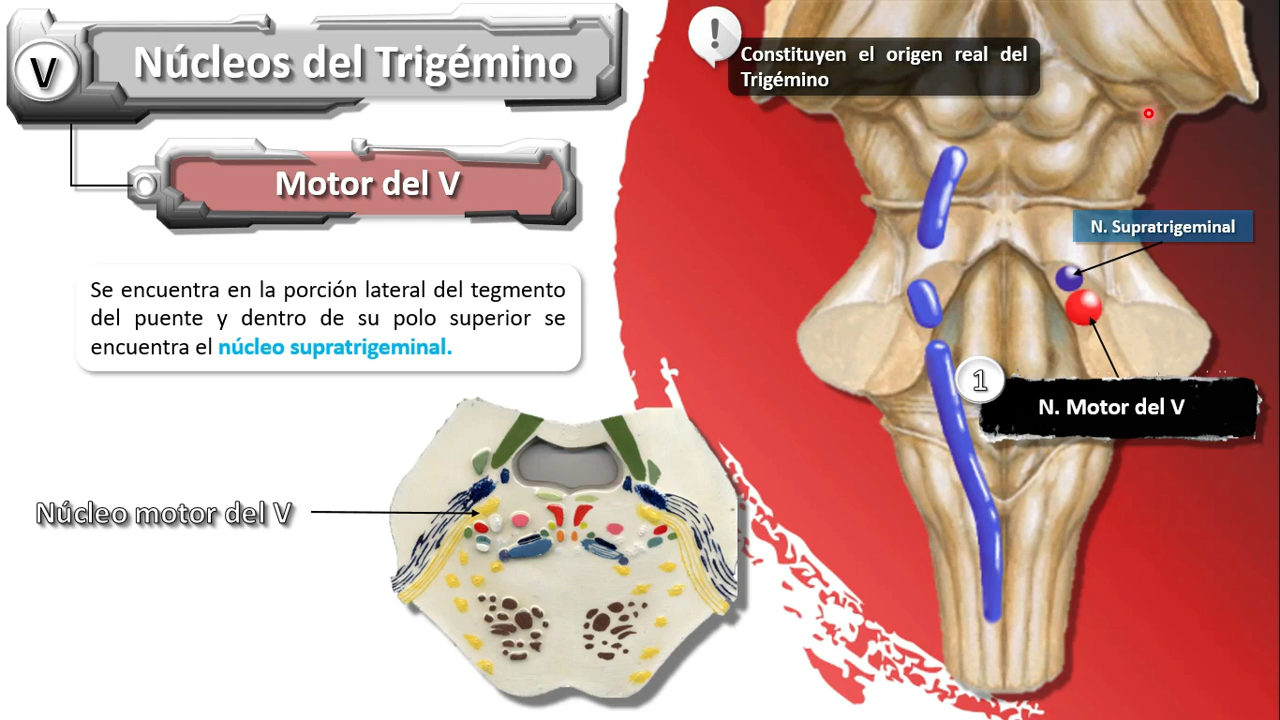 V
Núcleos del Trigémino
Motor del V
Se encuentra en la porción lateral del tegmento
del puente y dentro de su polo superior se
encuentra el núcleo supratrigeminal.
Núcleo motor del V
!
Constituyen el origen real del
Trigémino
N. Supratrigeminal
1
N. Motor del V